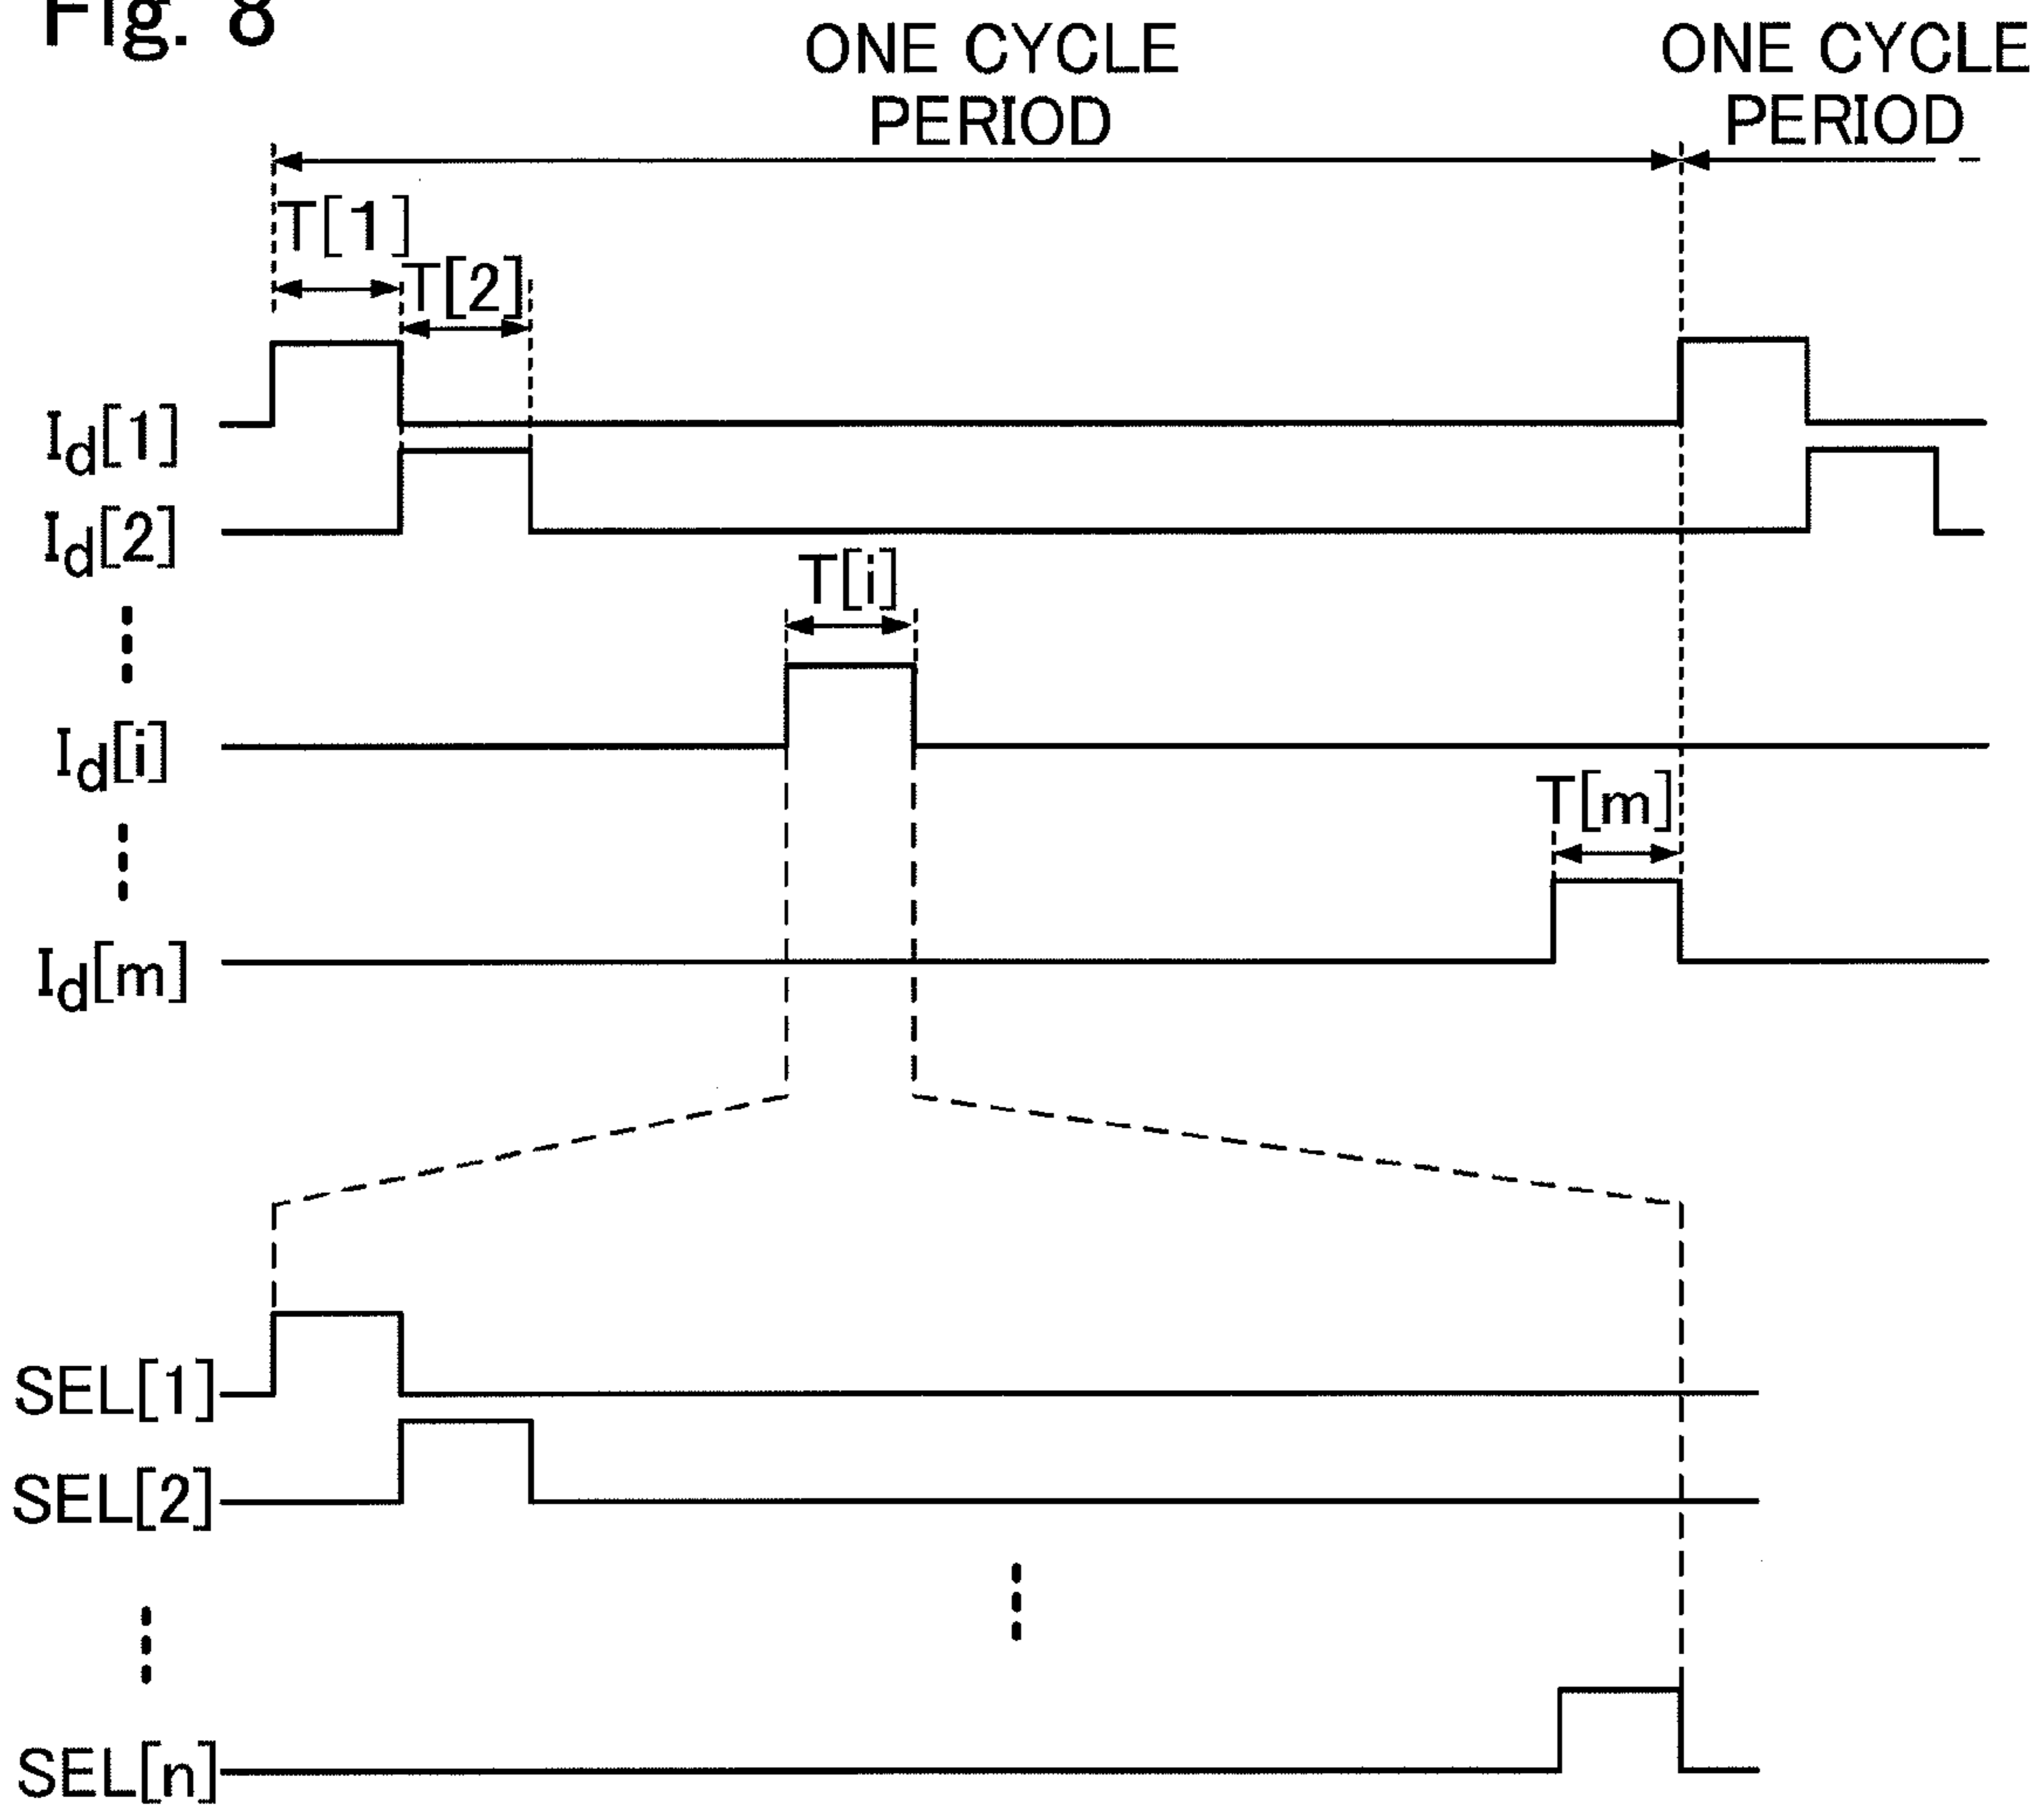 Fig. 8
ONE CYCLE PERIOD
ONE CYCLE PERIOD
T[1]
T[2]
Id[1]
Id[2]
T[i]
Id[i]
T[m]
Id[m]
SEL[1]
SEL[2]
SEL[n]